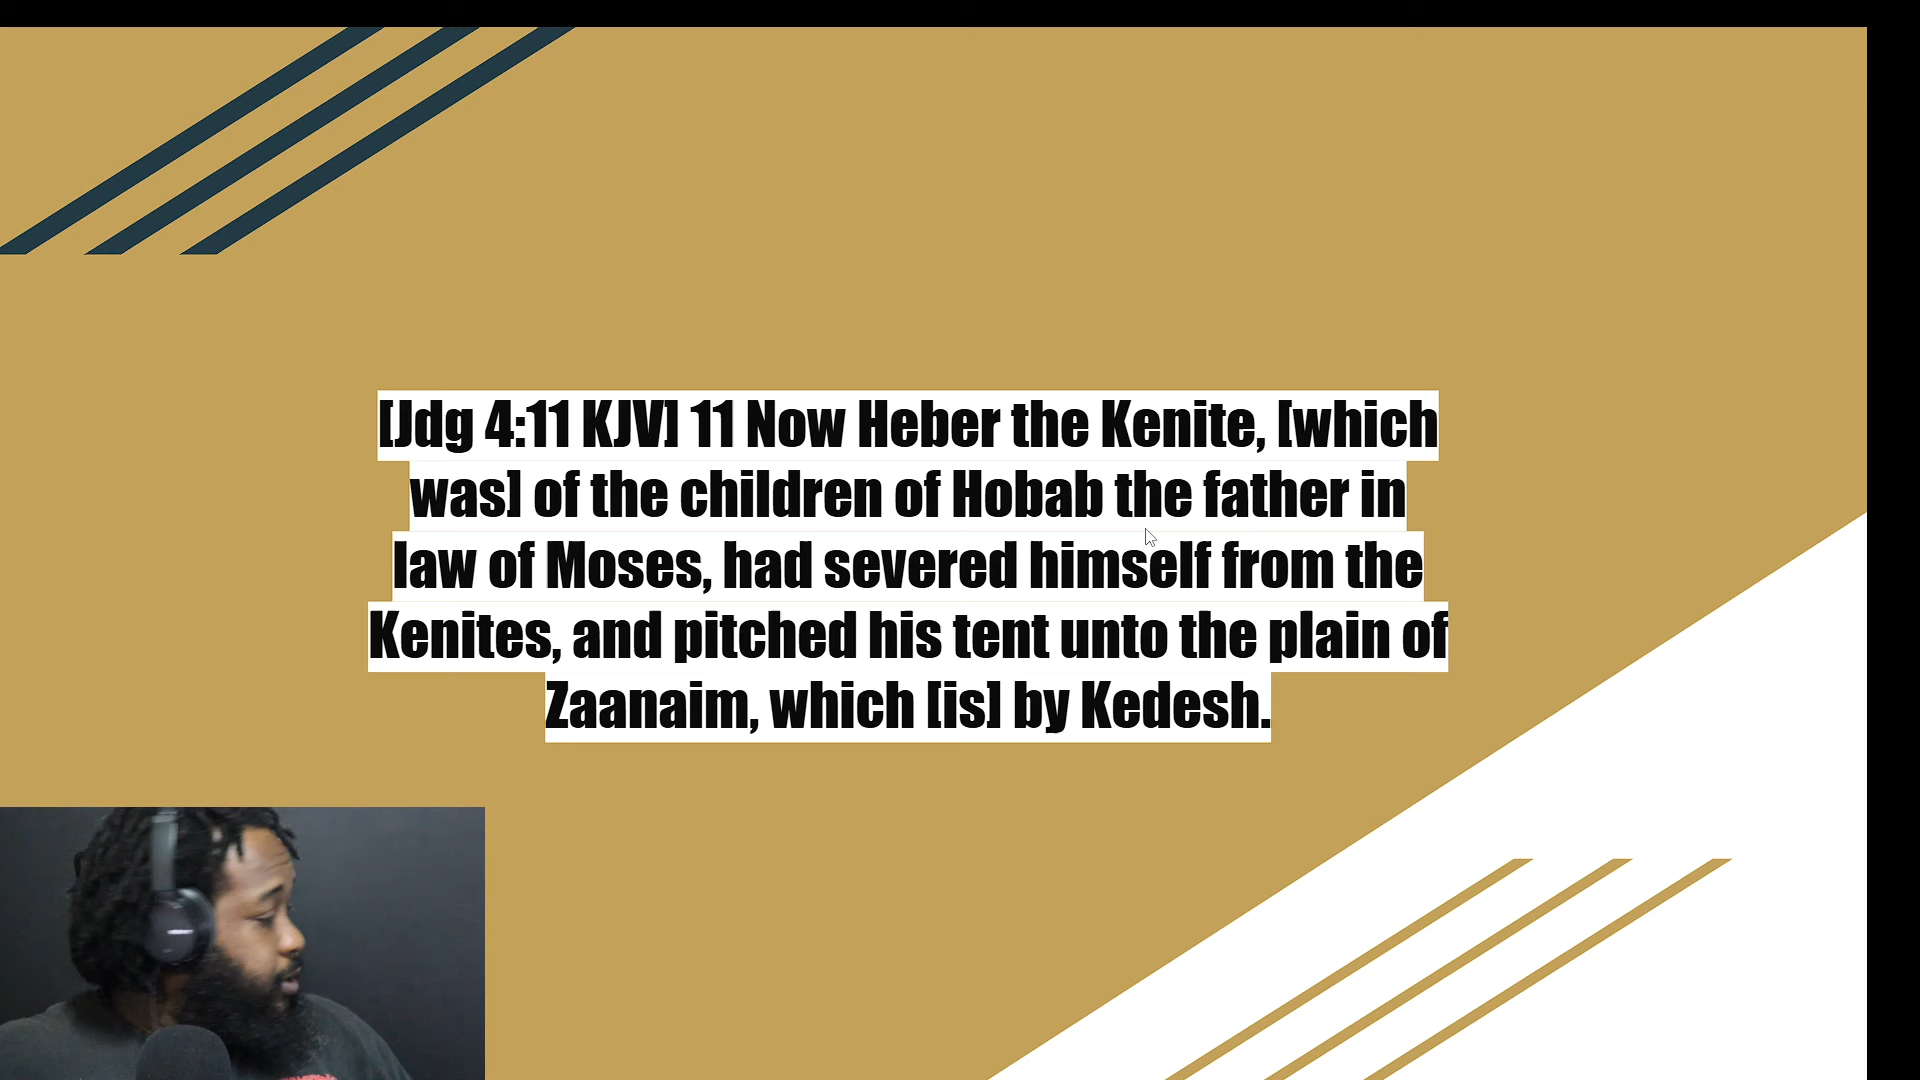 [Jdg 4:11 KJV] 11 Now Heber the Kenite, [which
was] of the children of Hobab the father in
law of Moses, had severed himself from the
Kenites, and pitched his tent unto the plain of
Zaanaim, which [is] by Kedesh.